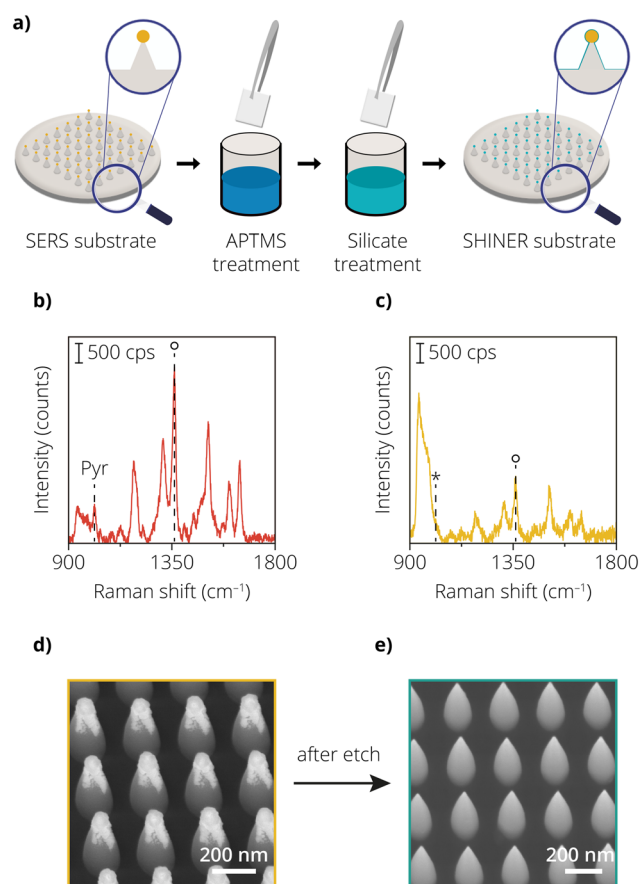 a)
SERS substrate
APTMS
treatment
Silicate
treatment
SHINER substrate
b)
500 cps
Pyr
Intensity (counts)
900
1350
1800
Raman shift (cm⁻¹)
c)
500 cps
*
Intensity (counts)
900
1350
1800
Raman shift (cm⁻¹)
d)
200 nm
after etch
e)
200 nm